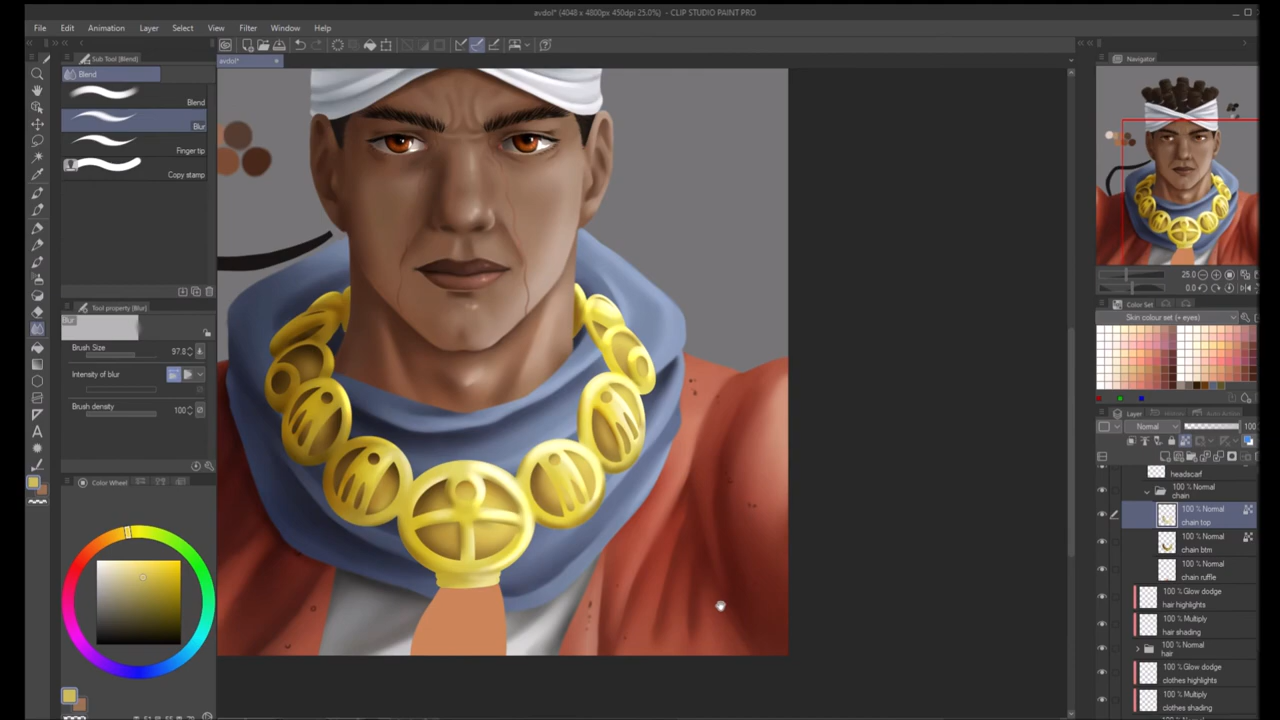 avdol* (4048 x 4800px 450dpi 25.0%) - CLIP STUDIO PAINT PRO
File Edit Animation Layer Select View Filter Window Help
Sub Tool [Blend]
Blend
Blend
Blur
Finger tip
Copy stamp
Tool property [Blur]
Blur
Brush Size 97.8
Intensity of blur
Brush density 100
Color Wheel
avdol*
Navigator
25.0
0.0
Color Set
Skin colour set (+ eyes)
Layer
Normal 100
headscarf
100 % Normal
chain
100 % Normal
chain top
100 % Normal
chain btm
100 % Normal
chain ruffle
100 % Glow dodge
hair highlights
100 % Multiply
hair shading
100 % Normal
hair
100 % Glow dodge
clothes highlights
100 % Multiply
clothes shading